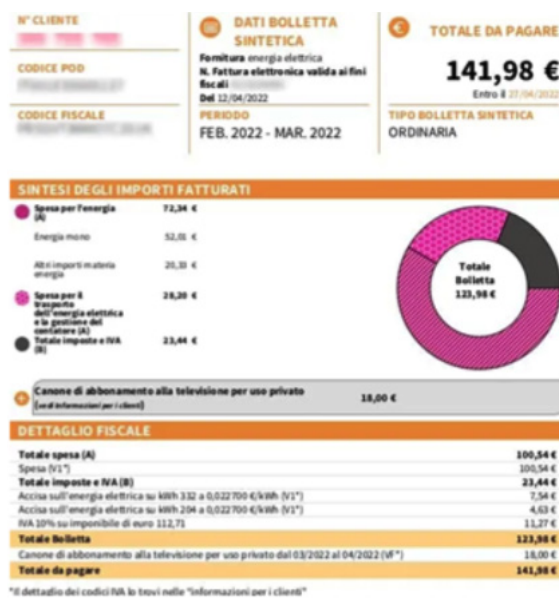 N° CLIENTE
CODICE POD
CODICE FISCALE
DATI BOLLETTA
SINTETICA
Fornitura energia elettrica
N. Fattura elettronica valida ai fini
fiscali
Del 12/04/2022
PERIODO
FEB. 2022 - MAR. 2022
TOTALE DA PAGARE
141,98 €
Entro il 27/04/2022
TIPO BOLLETTA SINTETICA
ORDINARIA
SINTESI DEGLI IMPORTI FATTURATI
Spesa per l'energia 72,34 €
(A)
Energia mono 52,01 €
Altri importi materia 20,33 €
energia
Spesa per il 28,20 €
trasporto
dell'energia elettrica
e la gestione del
contatore (A)
Totale imposte e IVA 23,44 €
(B)
Totale
Bolletta
123,98 €
Canone di abbonamento alla televisione per uso privato 18,00 €
(vedi informazioni per i clienti)
DETTAGLIO FISCALE
Totale spesa (A) 100,54 €
Spesa (V1*) 100,54 €
Totale imposte e IVA (B) 23,44 €
Accisa sull'energia elettrica su kWh 332 a 0,022700 €/kWh (V1*) 7,54 €
Accisa sull'energia elettrica su kWh 204 a 0,022700 €/kWh (V1*) 4,63 €
IVA 10% su imponibile di euro 112,71 11,27 €
Totale Bolletta 123,98 €
Canone di abbonamento alla televisione per uso privato dal 03/2022 al 04/2022 (VF*) 18,00 €
Totale da pagare 141,98 €
*Il dettaglio dei codici IVA lo trovi nelle "informazioni per i clienti"